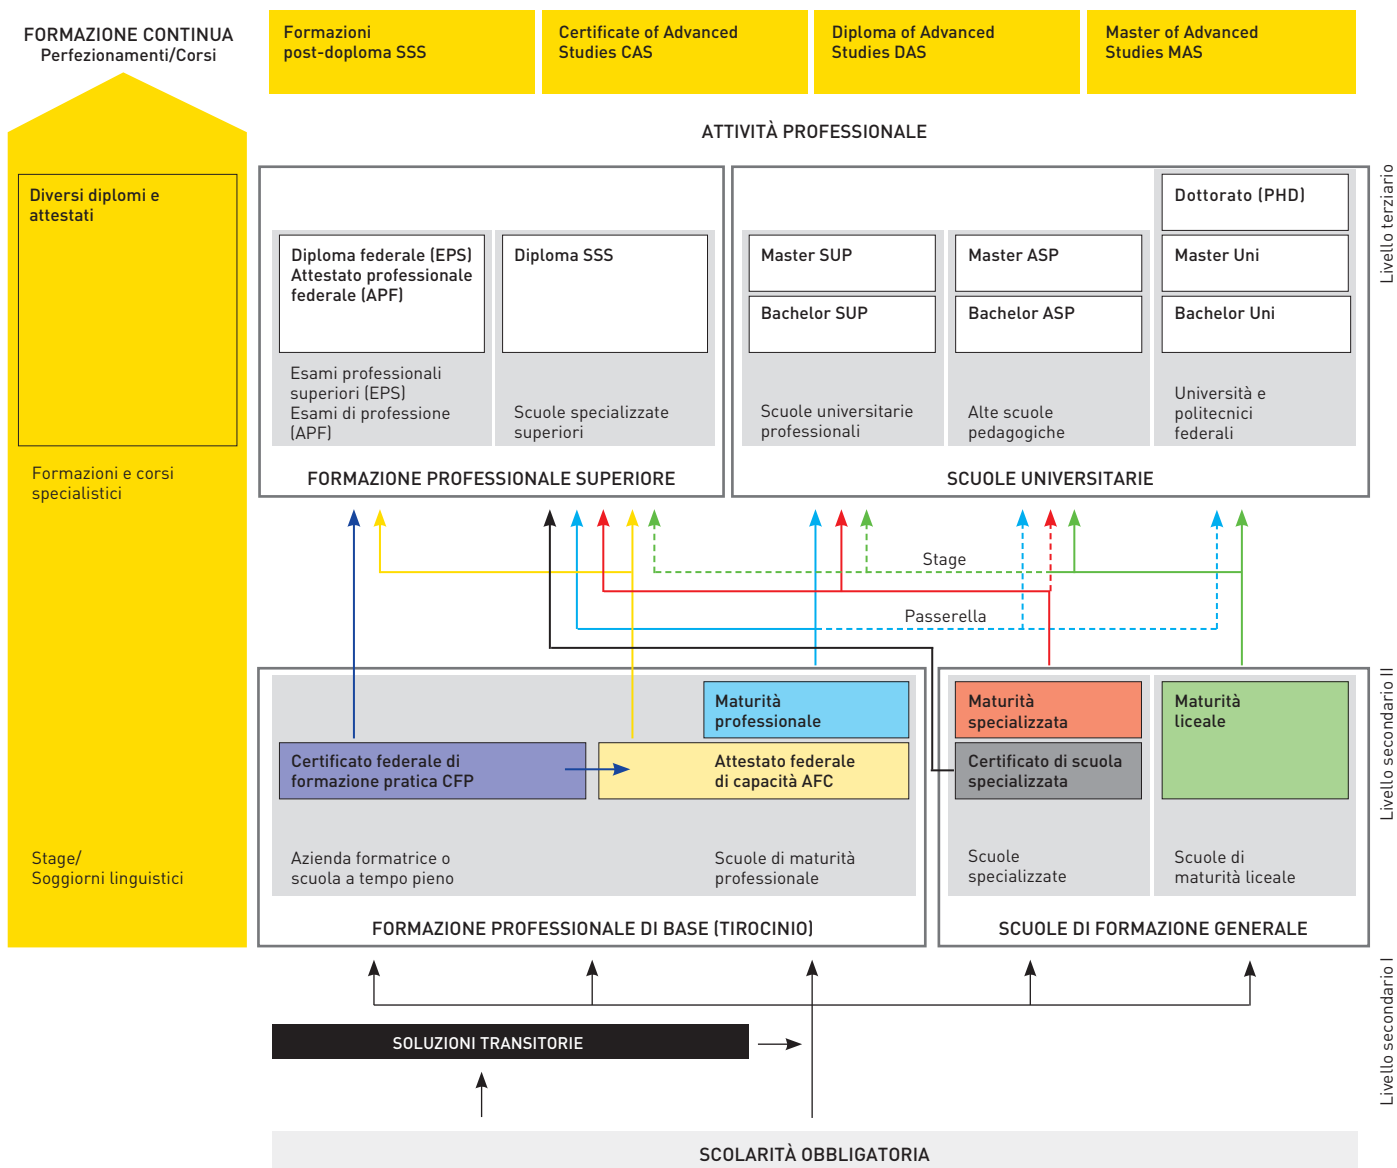 FORMAZIONE CONTINUA
Perfezionamenti/Corsi
Formazioni
post-doploma SSS
Certificate of Advanced
Studies CAS
Diploma of Advanced
Studies DAS
Master of Advanced
Studies MAS
ATTIVITÀ PROFESSIONALE
Diversi diplomi e
attestati
Formazioni e corsi
specialistici
Stage/
Soggiorni linguistici
Diploma federale (EPS)
Attestato professionale
federale (APF)
Esami professionali
superiori (EPS)
Esami di professione
(APF)
Diploma SSS
Scuole specializzate
superiori
FORMAZIONE PROFESSIONALE SUPERIORE
Master SUP
Bachelor SUP
Scuole universitarie
professionali
Master ASP
Bachelor ASP
Alte scuole
pedagogiche
Dottorato (PHD)
Master Uni
Bachelor Uni
Università e
politecnici
federali
SCUOLE UNIVERSITARIE
Livello terziario
Stage
Passerella
Maturità
professionale
Certificato federale di
formazione pratica CFP
Attestato federale
di capacità AFC
Azienda formatrice o
scuola a tempo pieno
Scuole di maturità
professionale
FORMAZIONE PROFESSIONALE DI BASE (TIROCINIO)
Maturità
specializzata
Certificato di scuola
specializzata
Scuole
specializzate
Maturità
liceale
Scuole di
maturità liceale
SCUOLE DI FORMAZIONE GENERALE
Livello secondario II
SOLUZIONI TRANSITORIE
SCOLARITÀ OBBLIGATORIA
Livello secondario I